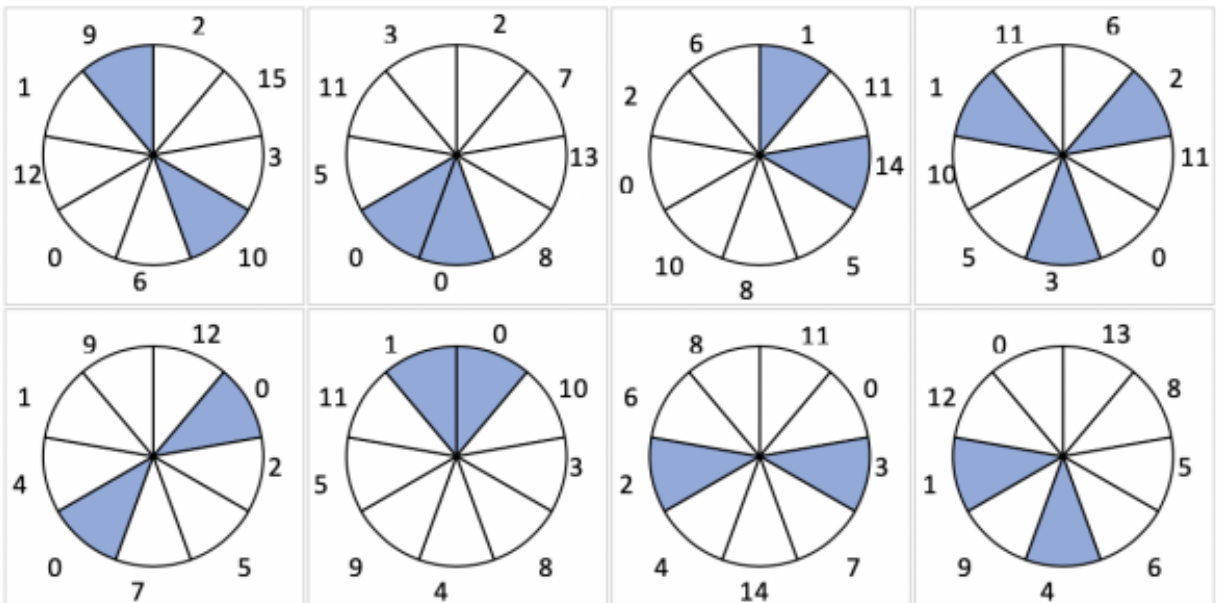 9 2 3 2 6 1 11 6
1 15 11 7 2 11 1 2
12 3 5 13 0 14 10 11
0 10 0 8 10 5 5 0
6 0 8 3
9 12 1 0 8 11 0 13
1 0 11 10 6 0 12 8
4 2 5 3 2 3 1 5
0 5 9 8 4 7 9 6
7 4 14 4